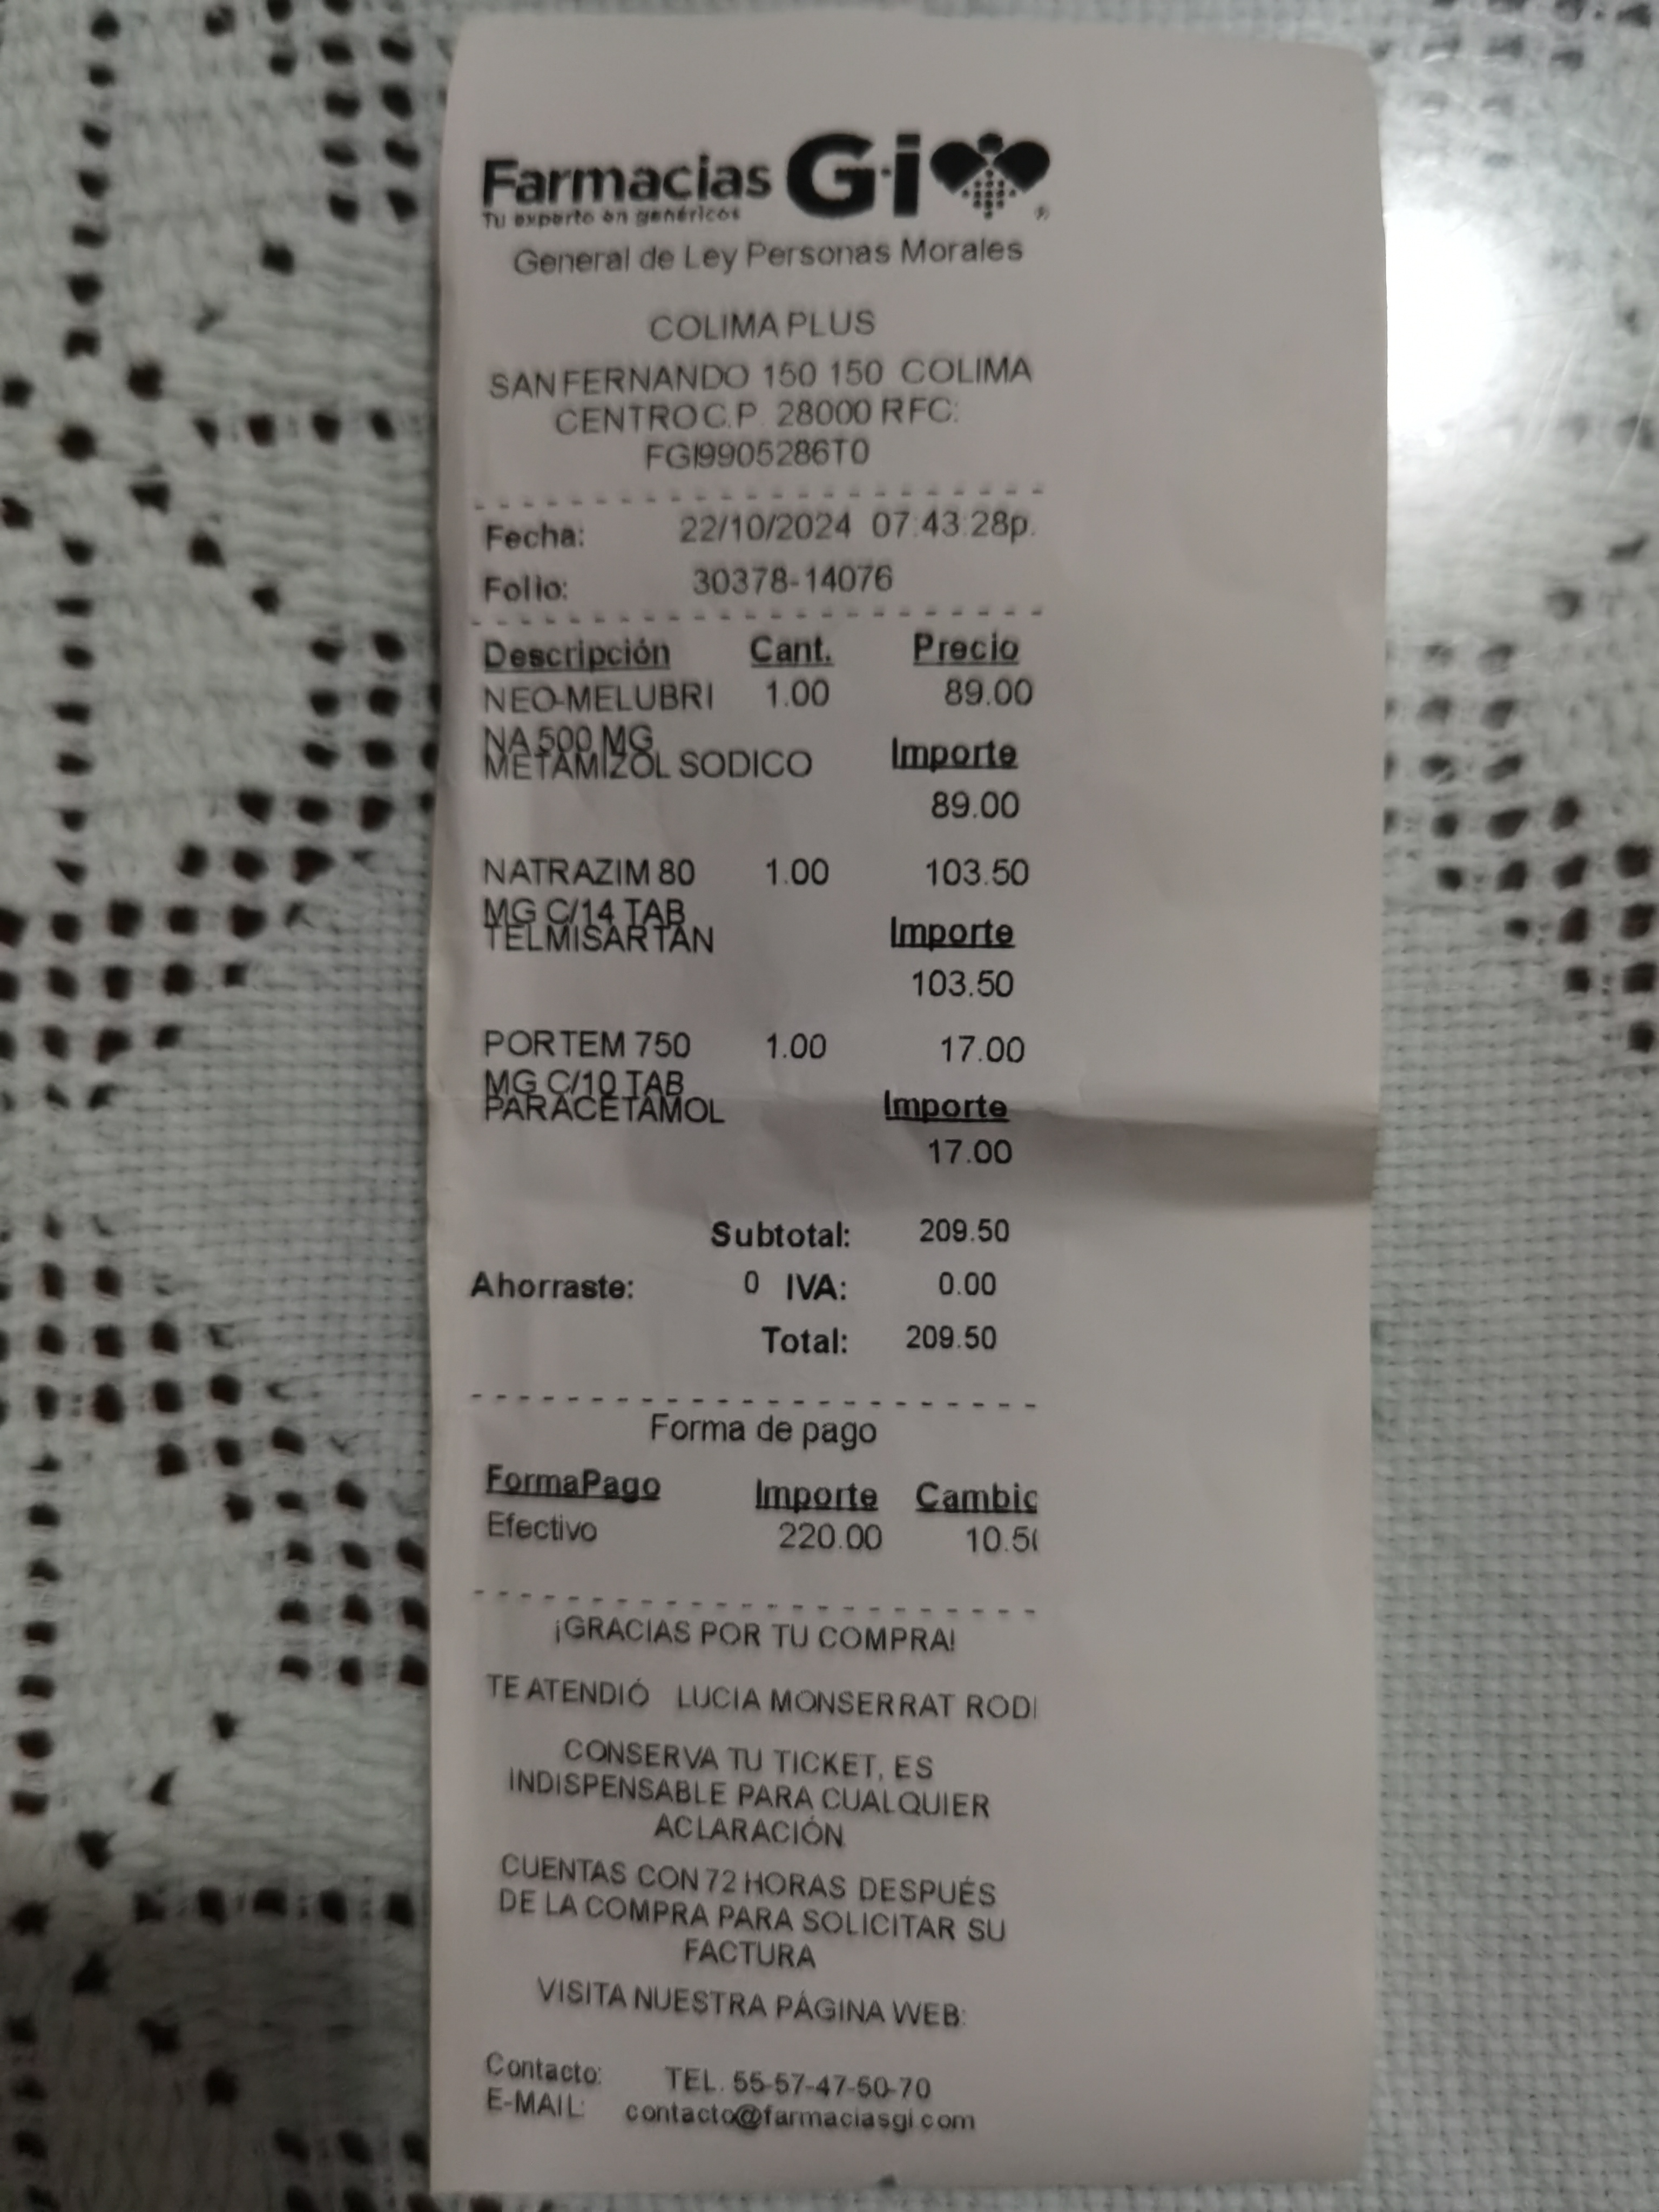 Farmacias G·i
Tu experto en genéricos
General de Ley Personas Morales
COLIMA PLUS
SAN FERNANDO 150 150 COLIMA
CENTRO C.P. 28000 RFC:
FGI9905286T0
Fecha: 22/10/2024 07:43:28p.
Folio: 30378-14076
Descripción Cant. Precio
NEO-MELUBRI 1.00 89.00
NA 500 MG
METAMIZOL SODICO Importe
89.00
NATRAZIM 80 1.00 103.50
MG C/14 TAB
TELMISARTAN Importe
103.50
PORTEM 750 1.00 17.00
MG C/10 TAB
PARACETAMOL Importe
17.00
Subtotal: 209.50
Ahorraste: 0 IVA: 0.00
Total: 209.50
Forma de pago
FormaPago Importe Cambio
Efectivo 220.00 10.50
¡GRACIAS POR TU COMPRA!
TE ATENDIÓ LUCIA MONSERRAT RODI
CONSERVA TU TICKET, ES
INDISPENSABLE PARA CUALQUIER
ACLARACIÓN
CUENTAS CON 72 HORAS DESPUÉS
DE LA COMPRA PARA SOLICITAR SU
FACTURA
VISITA NUESTRA PÁGINA WEB:
Contacto: TEL. 55-57-47-50-70
E-MAIL: contacto@farmaciasgi.com